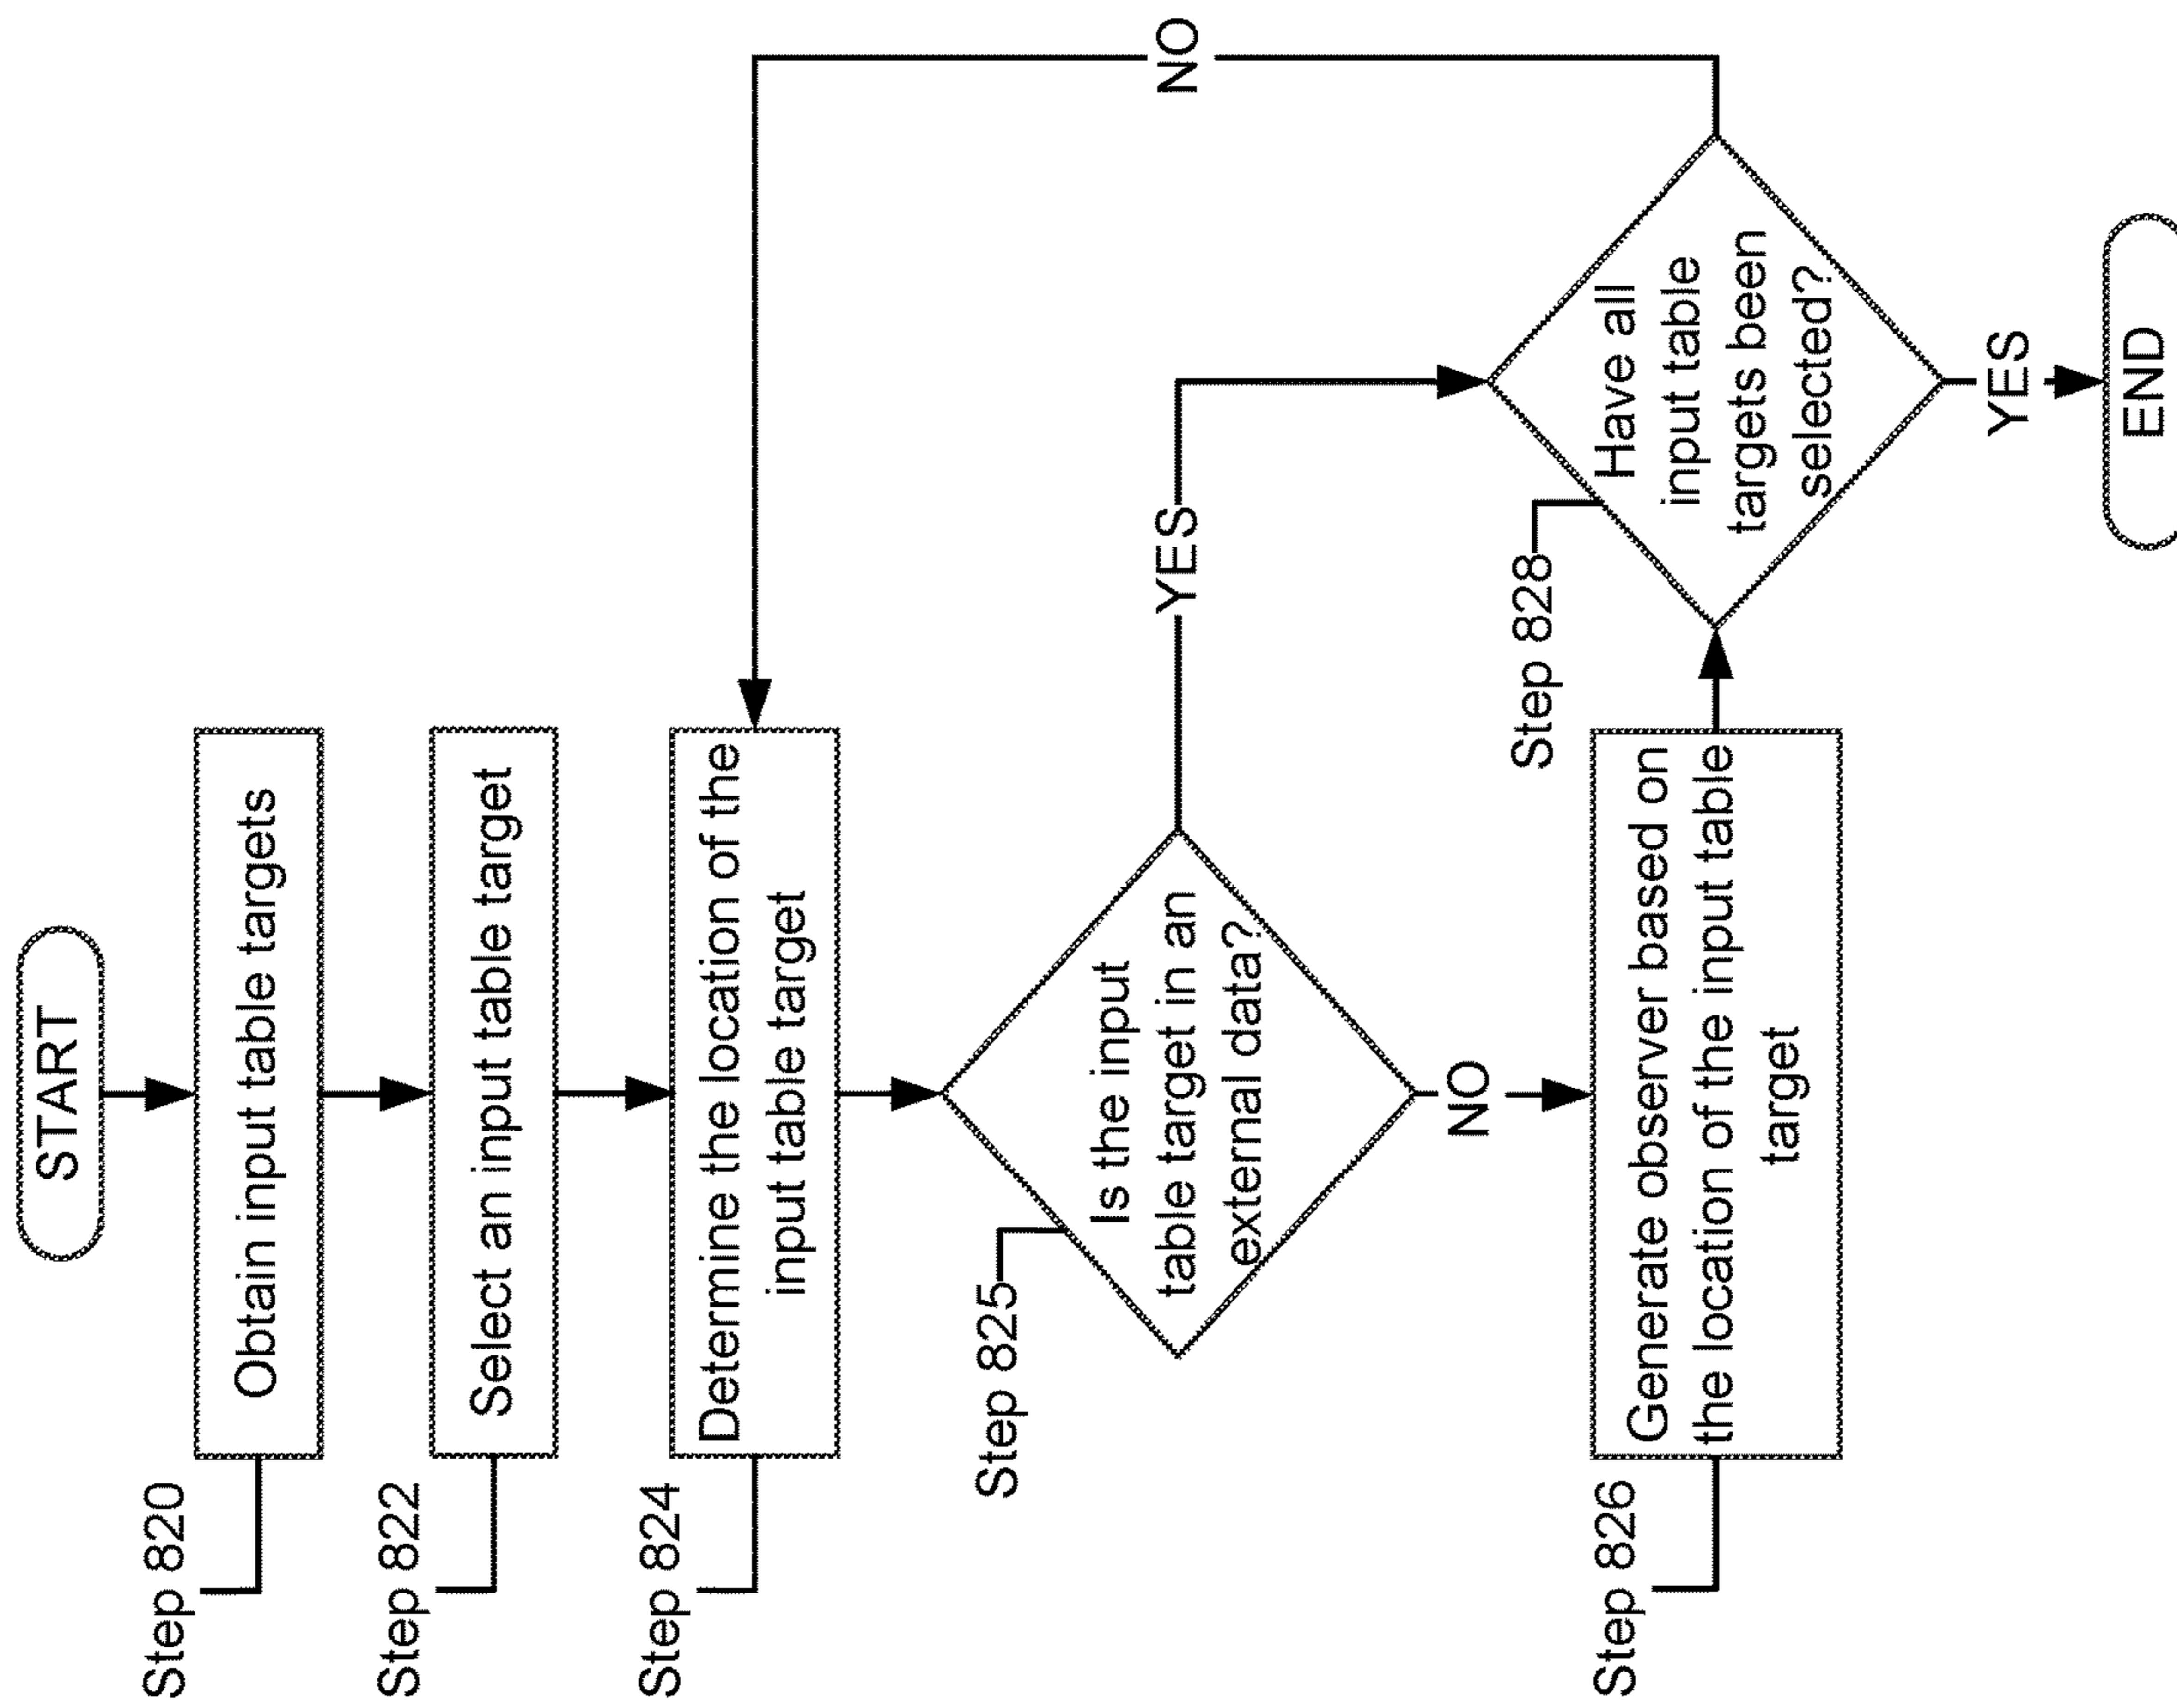 START
Step 820
Obtain input table targets
Step 822
Select an input table target
Step 824
Determine the location of the
input table target
Step 825
Is the input
table target in an
external data?
YES
NO
Step 826
Generate observer based on
the location of the input table
target
Step 828
Have all
input table
targets been
selected?
NO
YES
END